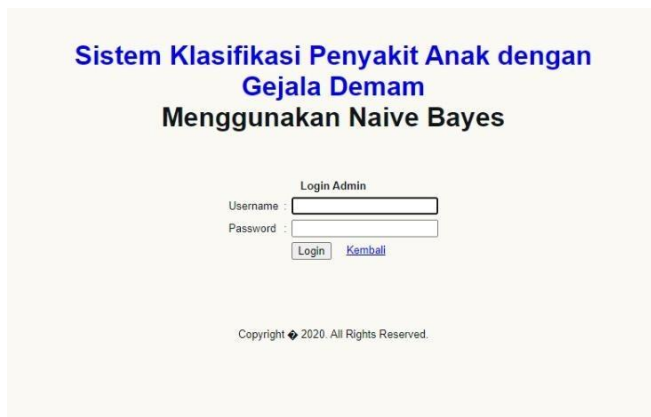 Sistem Klasifikasi Penyakit Anak dengan
Gejala Demam
Menggunakan Naive Bayes
Login Admin
Username :
Password :
Login Kembali
Copyright � 2020. All Rights Reserved.